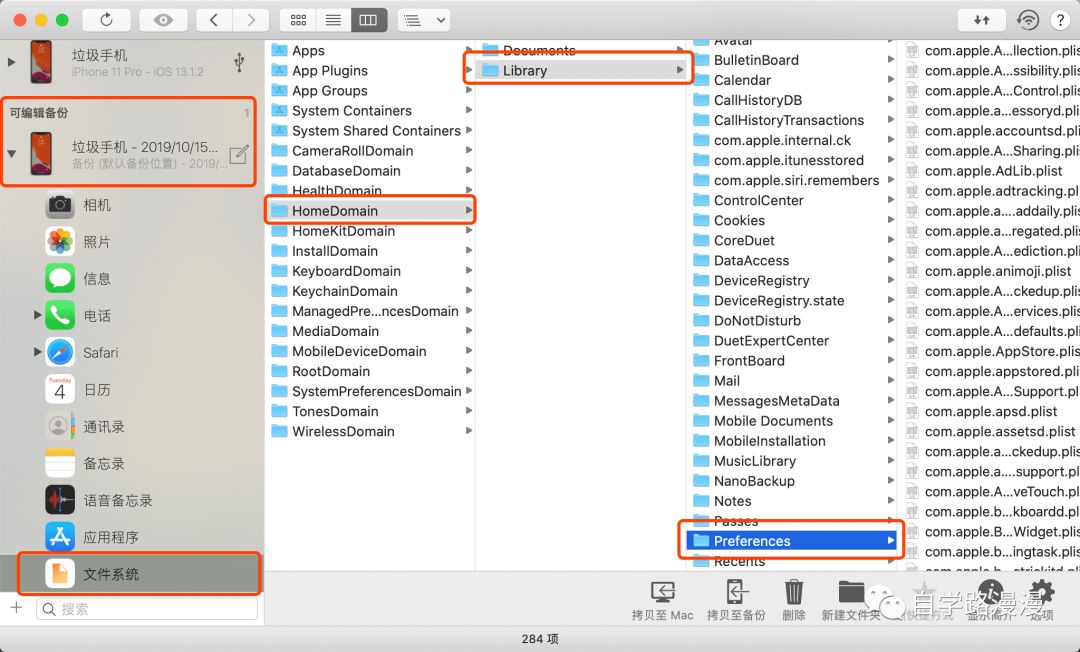 垃圾手机
iPhone 11 Pro - iOS 13.1.2
可编辑备份
1
垃圾手机 - 2019/10/15...
备份 (默认备份位置) - 2019/...
相机
照片
信息
电话
Safari
Tuesday
4
日历
通讯录
备忘录
语音备忘录
应用程序
文件系统
搜索
Apps
App Plugins
App Groups
System Containers
System Shared Containers
CameraRollDomain
DatabaseDomain
HealthDomain
HomeDomain
HomeKitDomain
InstallDomain
KeyboardDomain
KeychainDomain
ManagedPre...ncesDomain
MediaDomain
MobileDeviceDomain
RootDomain
SystemPreferencesDomain
TonesDomain
WirelessDomain
Documents
Library
Avatar
BulletinBoard
Calendar
CallHistoryDB
CallHistoryTransactions
com.apple.internal.ck
com.apple.itunesstored
com.apple.siri.remembers
ControlCenter
Cookies
CoreDuet
DataAccess
DeviceRegistry
DeviceRegistry.state
DoNotDisturb
DuetExpertCenter
FrontBoard
Mail
MessagesMetaData
Mobile Documents
MobileInstallation
MusicLibrary
NanoBackup
Notes
Passes
Preferences
Recents
com.apple.A...llection.plis
com.apple.A...ssibility.plis
com.apple.A...Control.plis
com.apple.a...essoryd.plis
com.apple.accountsd.plis
com.apple.A...Sharing.plis
com.apple.AdLib.plist
com.apple.adtracking.pl
com.apple.a....addaily.plis
com.apple.a...regated.plis
com.apple.A...ediction.plis
com.apple.animoji.plist
com.apple.A...ckedup.plis
com.apple.A...ervices.plis
com.apple.A...defaults.plis
com.apple.AppStore.plis
com.apple.appstored.plis
com.apple.A...Support.pl
com.apple.apsd.plist
com.apple.assetsd.plist
com.apple.a...ckedup.plis
com.apple.a....support.pl
com.apple.A...veTouch.plis
com.apple.b...kboardd.pl
com.apple.B...Widget.plis
com.apple.b...ingtask.plis
拷贝至 Mac
拷贝至备份
删除
新建文件夹
显示简介
选项
自学路漫漫
284 项